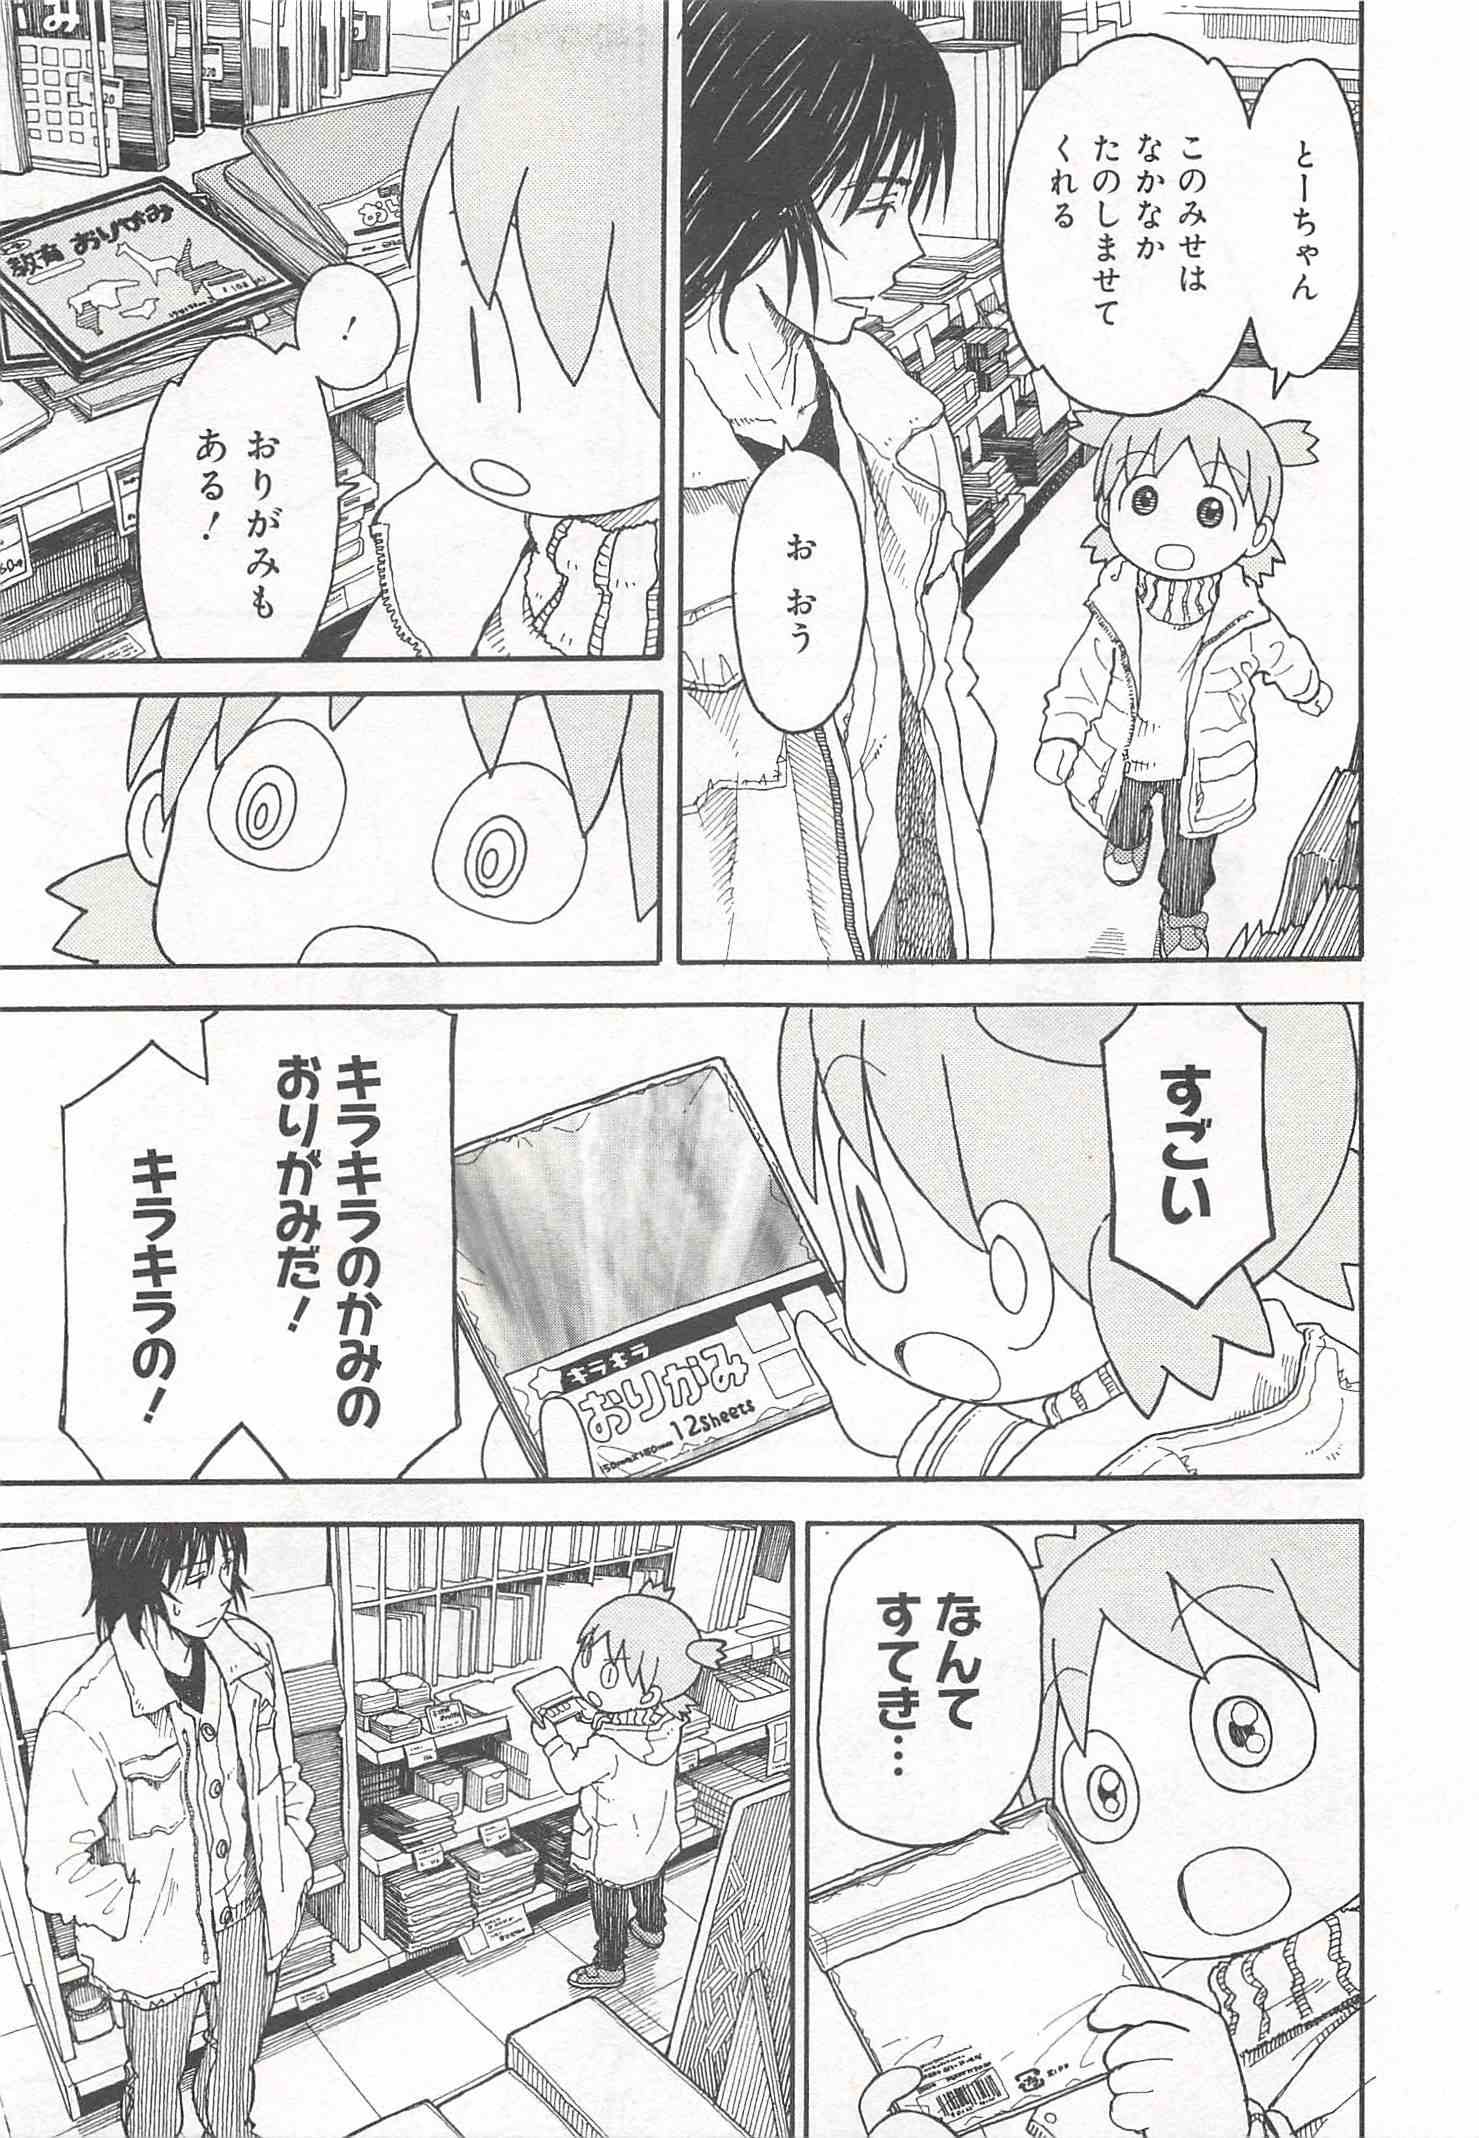 とーちゃん
このみせは
なかなか
たのしませて
くれる
お おう
み
教育 おりがみ
！
おりがみも
ある！
すごい
キラキラ
おりがみ
12Sheets
150mm×150mm
キラキラのかみの
おりがみだ！
キラキラの！
なんて
すてき…